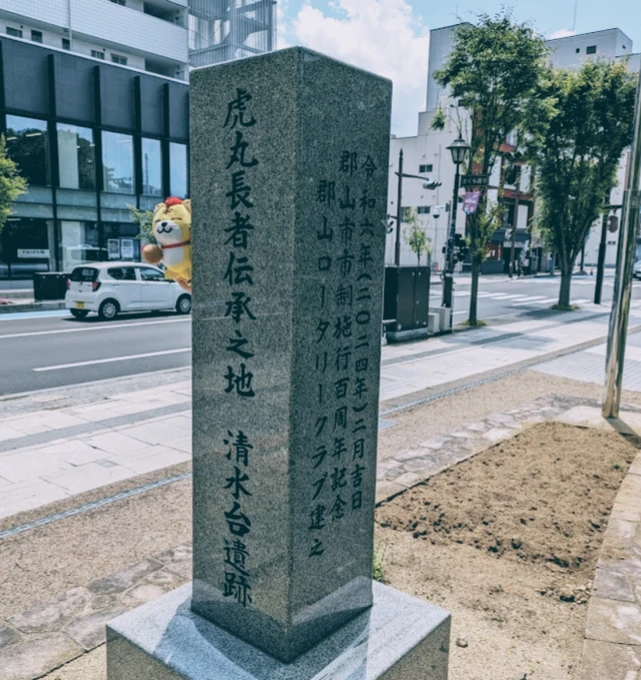 虎丸長者伝承之地　清水台遺跡
令和六年(二〇二四年)二月吉日
郡山市市制施行百周年記念
郡山ロータリークラブ建之